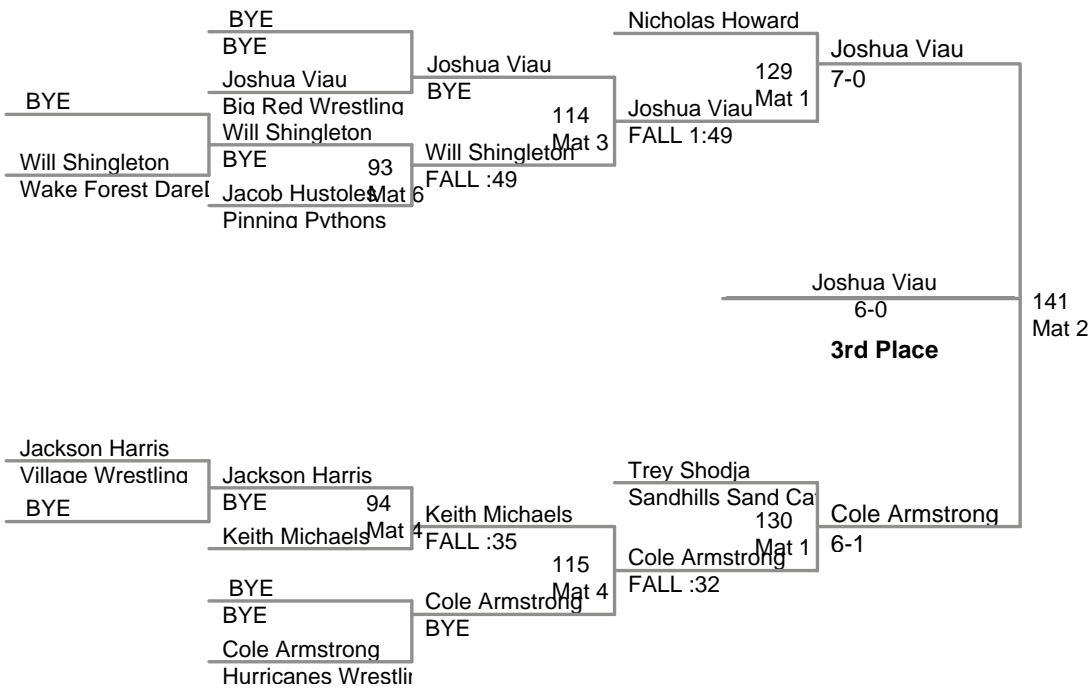 BYE
BYE
Joshua Viau
Big Red Wrestling
BYE
Will Shingleton
Wake Forest Dare
Will Shingleton
BYE
93
Mat 6
Jacob Hustoles
Pinning Pythons
Joshua Viau
BYE
114
Mat 3
Will Shingleton
FALL :49
Nicholas Howard
129
Mat 1
Joshua Viau
FALL 1:49
Joshua Viau
7-0
Joshua Viau
6-0
3rd Place
141
Mat 2
Jackson Harris
Village Wrestling
BYE
Jackson Harris
BYE
94
Mat 4
Keith Michaels
BYE
BYE
Cole Armstrong
Hurricanes Wrestlin
Keith Michaels
FALL :35
115
Mat 4
Cole Armstrong
BYE
Trey Shodja
Sandhills Sand Cat
130
Mat 1
Cole Armstrong
FALL :32
Cole Armstrong
6-1